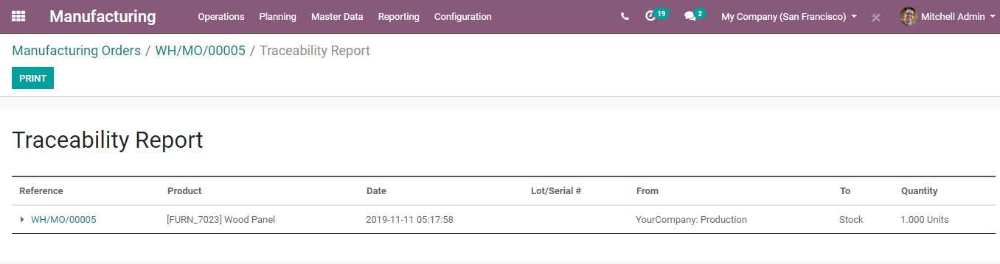 Manufacturing Operations Planning Master Data Reporting Configuration 19 2 My Company (San Francisco) Mitchell Admin
Manufacturing Orders / WH/MO/00005 / Traceability Report
PRINT
Traceability Report
Reference Product Date Lot/Serial # From To Quantity
WH/MO/00005 [FURN_7023] Wood Panel 2019-11-11 05:17:58 YourCompany: Production Stock 1.000 Units